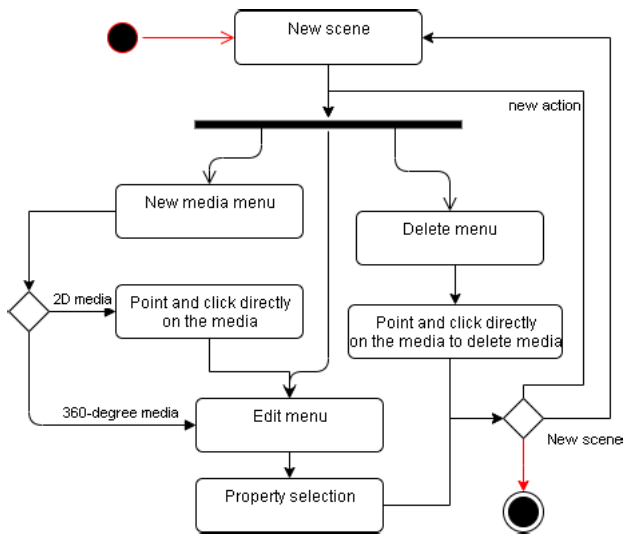 New scene
new action
New media menu
Delete menu
2D media
Point and click directly
on the media
Point and click directly
on the media to delete media
360-degree media
Edit menu
New scene
Property selection